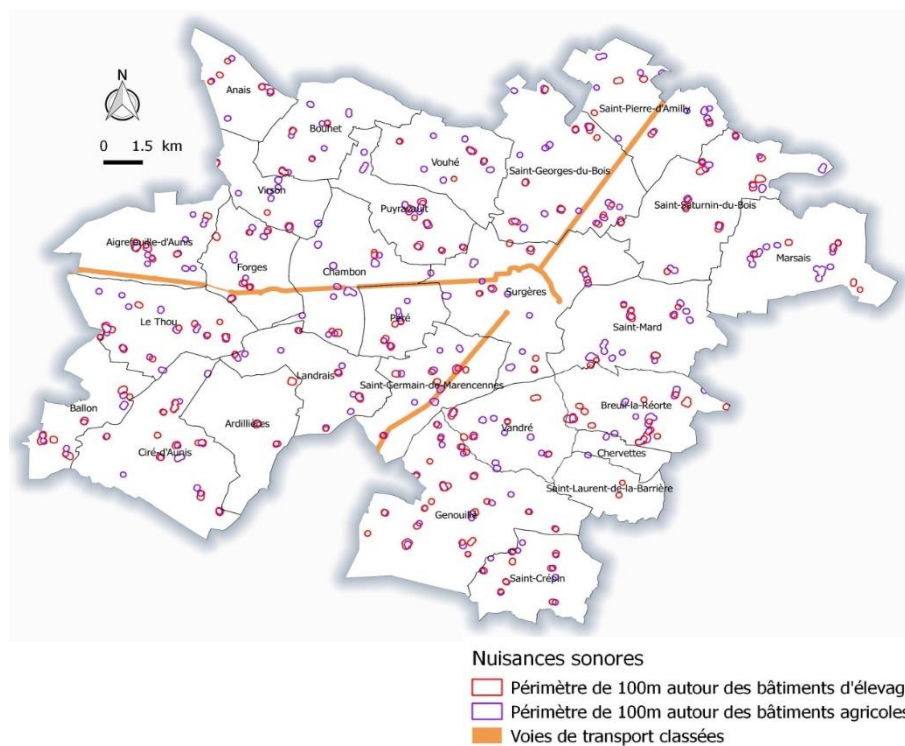 Anais
N
Saint-Pierre-d'Amilly
Bouhet
0 1.5 km
Vouhé
Saint-Georges-du-Bois
Virson
Puyravault
Saint-Saturnin-du-Bois
Aigrefeuille-d'Aunis
Marsais
Forges
Chambon
Surgères
Le Thou
Péré
Saint-Mard
Landrais
Saint-Germain-de-Marencennes
Ballon
Breuil-la-Réorte
Ardillières
Vandré
Ciré-d'Aunis
Chervettes
Saint-Laurent-de-la-Barrière
Genouillé
Saint-Crépin
Nuisances sonores
Périmètre de 100m autour des bâtiments d'élevag
Périmètre de 100m autour des bâtiments agricoles
Voies de transport classées